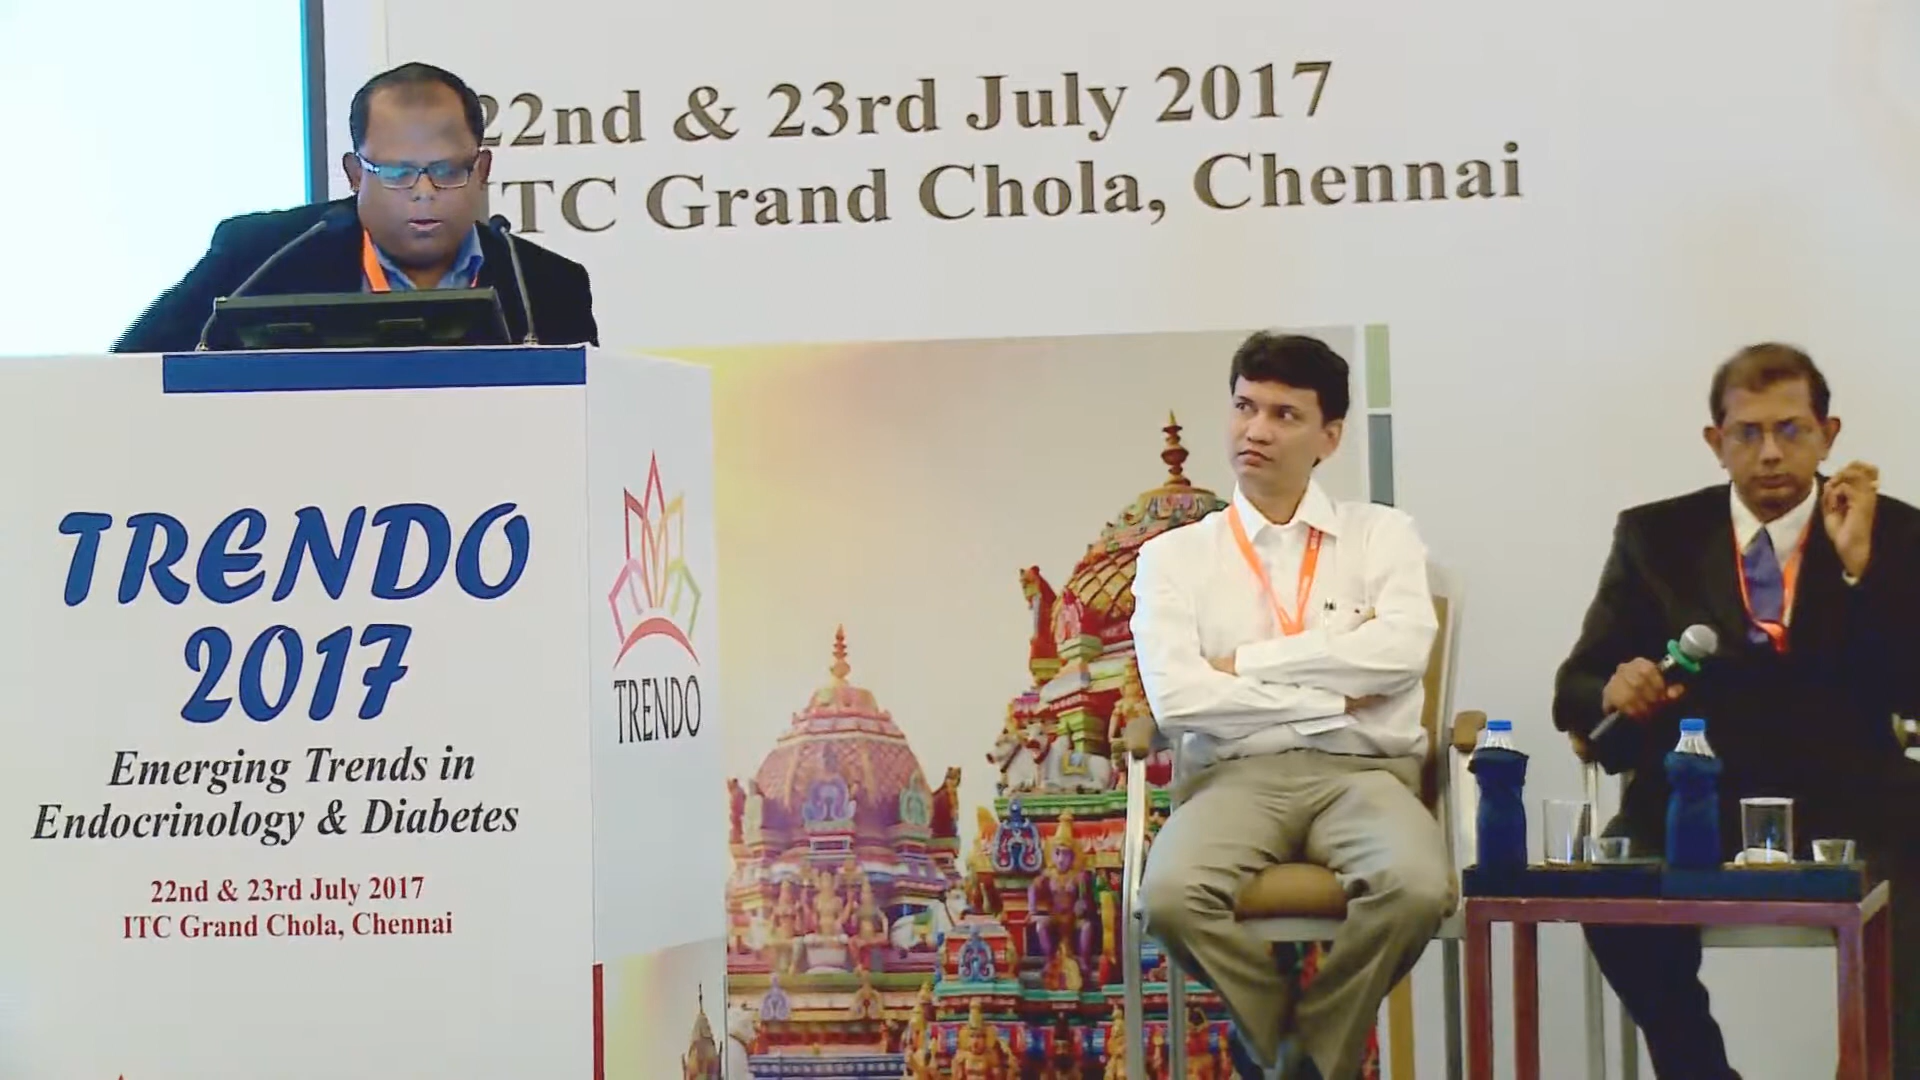 22nd & 23rd July 2017
ITC Grand Chola, Chennai
TRENDO
2017
Emerging Trends in
Endocrinology & Diabetes
22nd & 23rd July 2017
ITC Grand Chola, Chennai
TRENDO